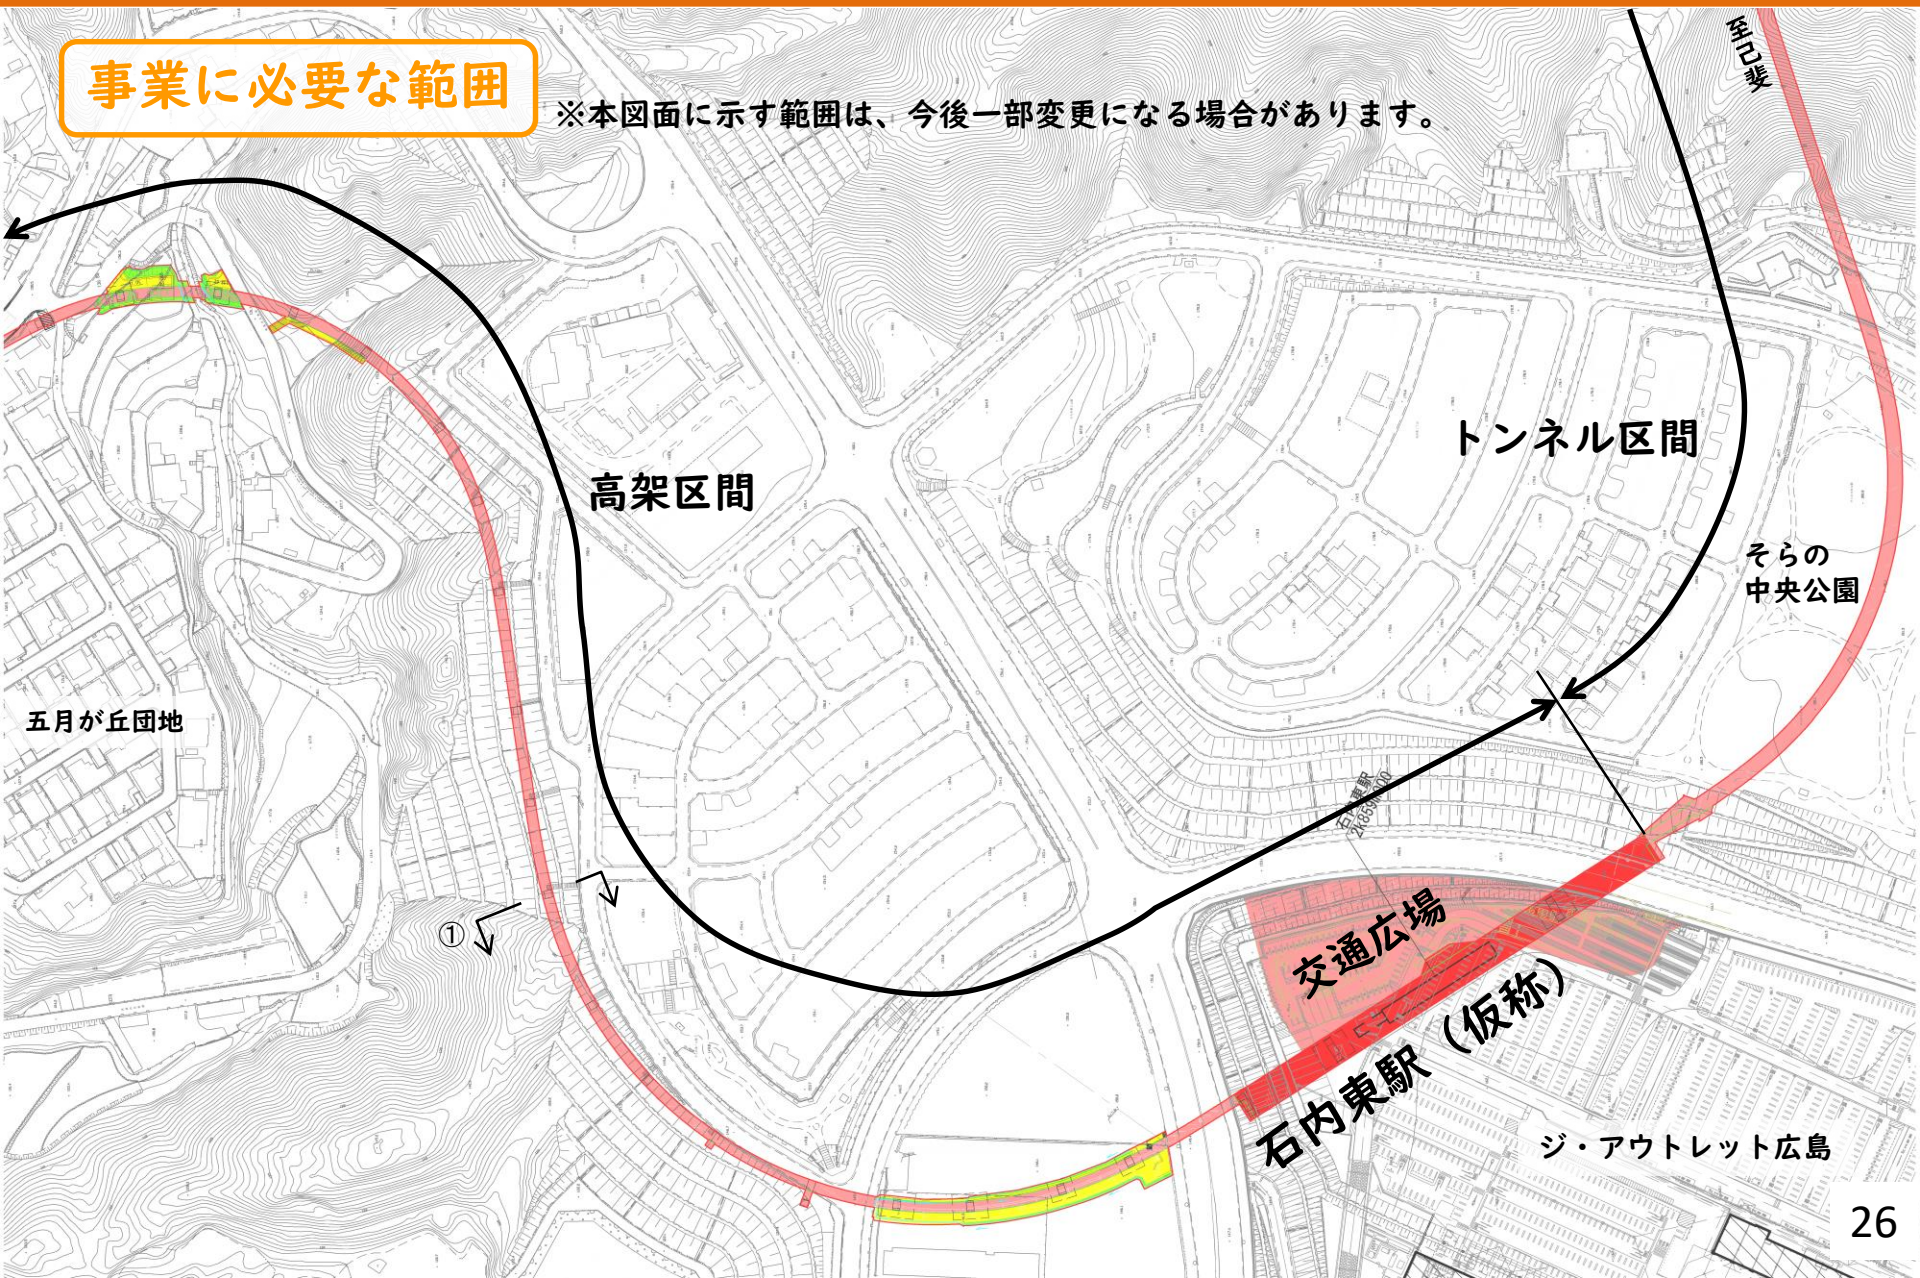 事業に必要な範囲
※本図面に示す範囲は、今後一部変更になる場合があります。
至己斐
トンネル区間
高架区間
そらの
中央公園
五月が丘団地
石内東駅
①
交通広場
石内東駅（仮称）
ジ・アウトレット広島
26